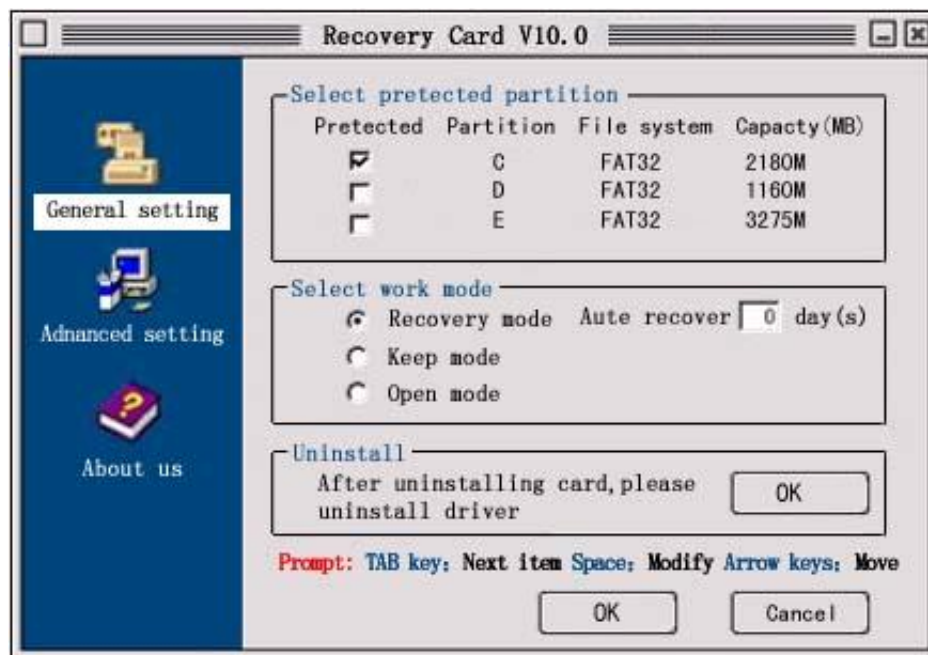 Recovery Card V10.0
General setting
Adnanced setting
About us
Select pretected partition
Pretected Partition File system Capacty(MB)
C FAT32 2180M
D FAT32 1160M
E FAT32 3275M
Select work mode
Recovery mode Auto recover 0 day(s)
Keep mode
Open mode
Uninstall
After uninstalling card,please
uninstall driver
OK
Prompt: TAB key: Next item Space: Modify Arrow keys: Move
OK Cancel